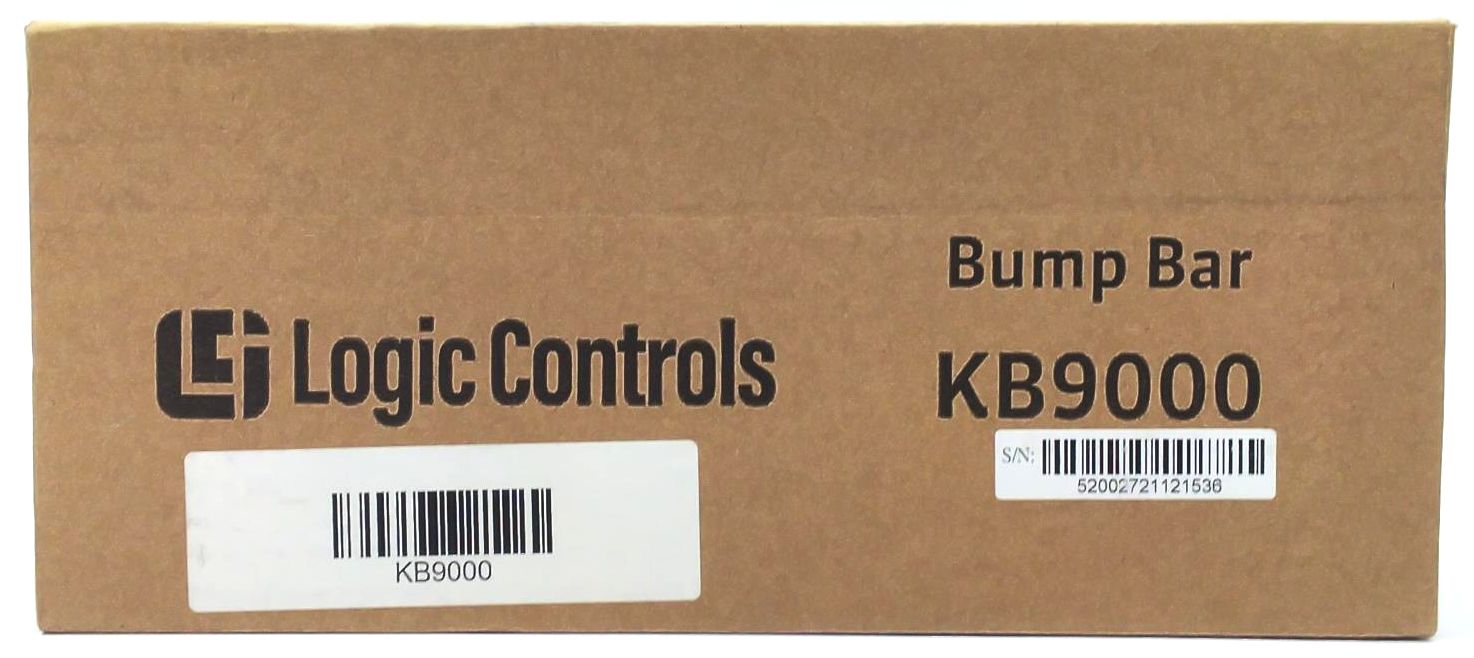 Bump Bar
Logic Controls
KB9000
S/N:
52002721121536
KB9000